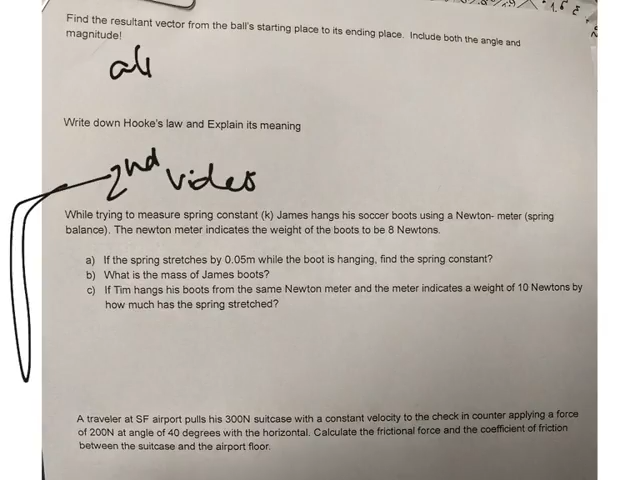 Find the resultant vector from the ball's starting place to its ending place. Include both the angle and
magnitude!
Write down Hooke's law and Explain its meaning
2nd video
While trying to measure spring constant (k) James hangs his soccer boots using a Newton- meter (spring
balance). The newton meter indicates the weight of the boots to be 8 Newtons.
a) If the spring stretches by 0.05m while the boot is hanging, find the spring constant?
b) What is the mass of James boots?
c) If Tim hangs his boots from the same Newton meter and the meter indicates a weight of 10 Newtons by
how much has the spring stretched?
A traveler at SF airport pulls his 300N suitcase with a constant velocity to the check in counter applying a force
of 200N at angle of 40 degrees with the horizontal. Calculate the frictional force and the coefficient of friction
between the suitcase and the airport floor.